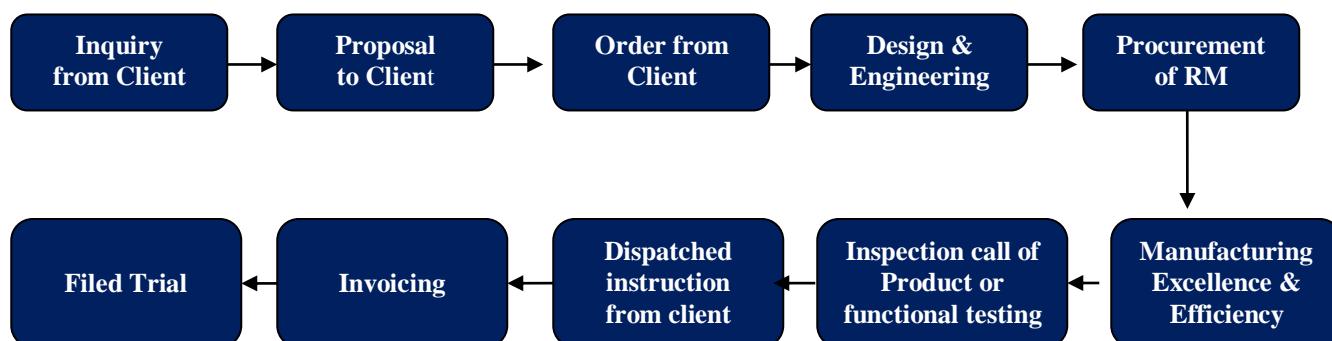 Inquiry
from Client
Proposal
to Client
Order from
Client
Design &
Engineering
Procurement
of RM
Manufacturing
Excellence &
Efficiency
Inspection call of
Product or
functional testing
Dispatched
instruction
from client
Invoicing
Filed Trial